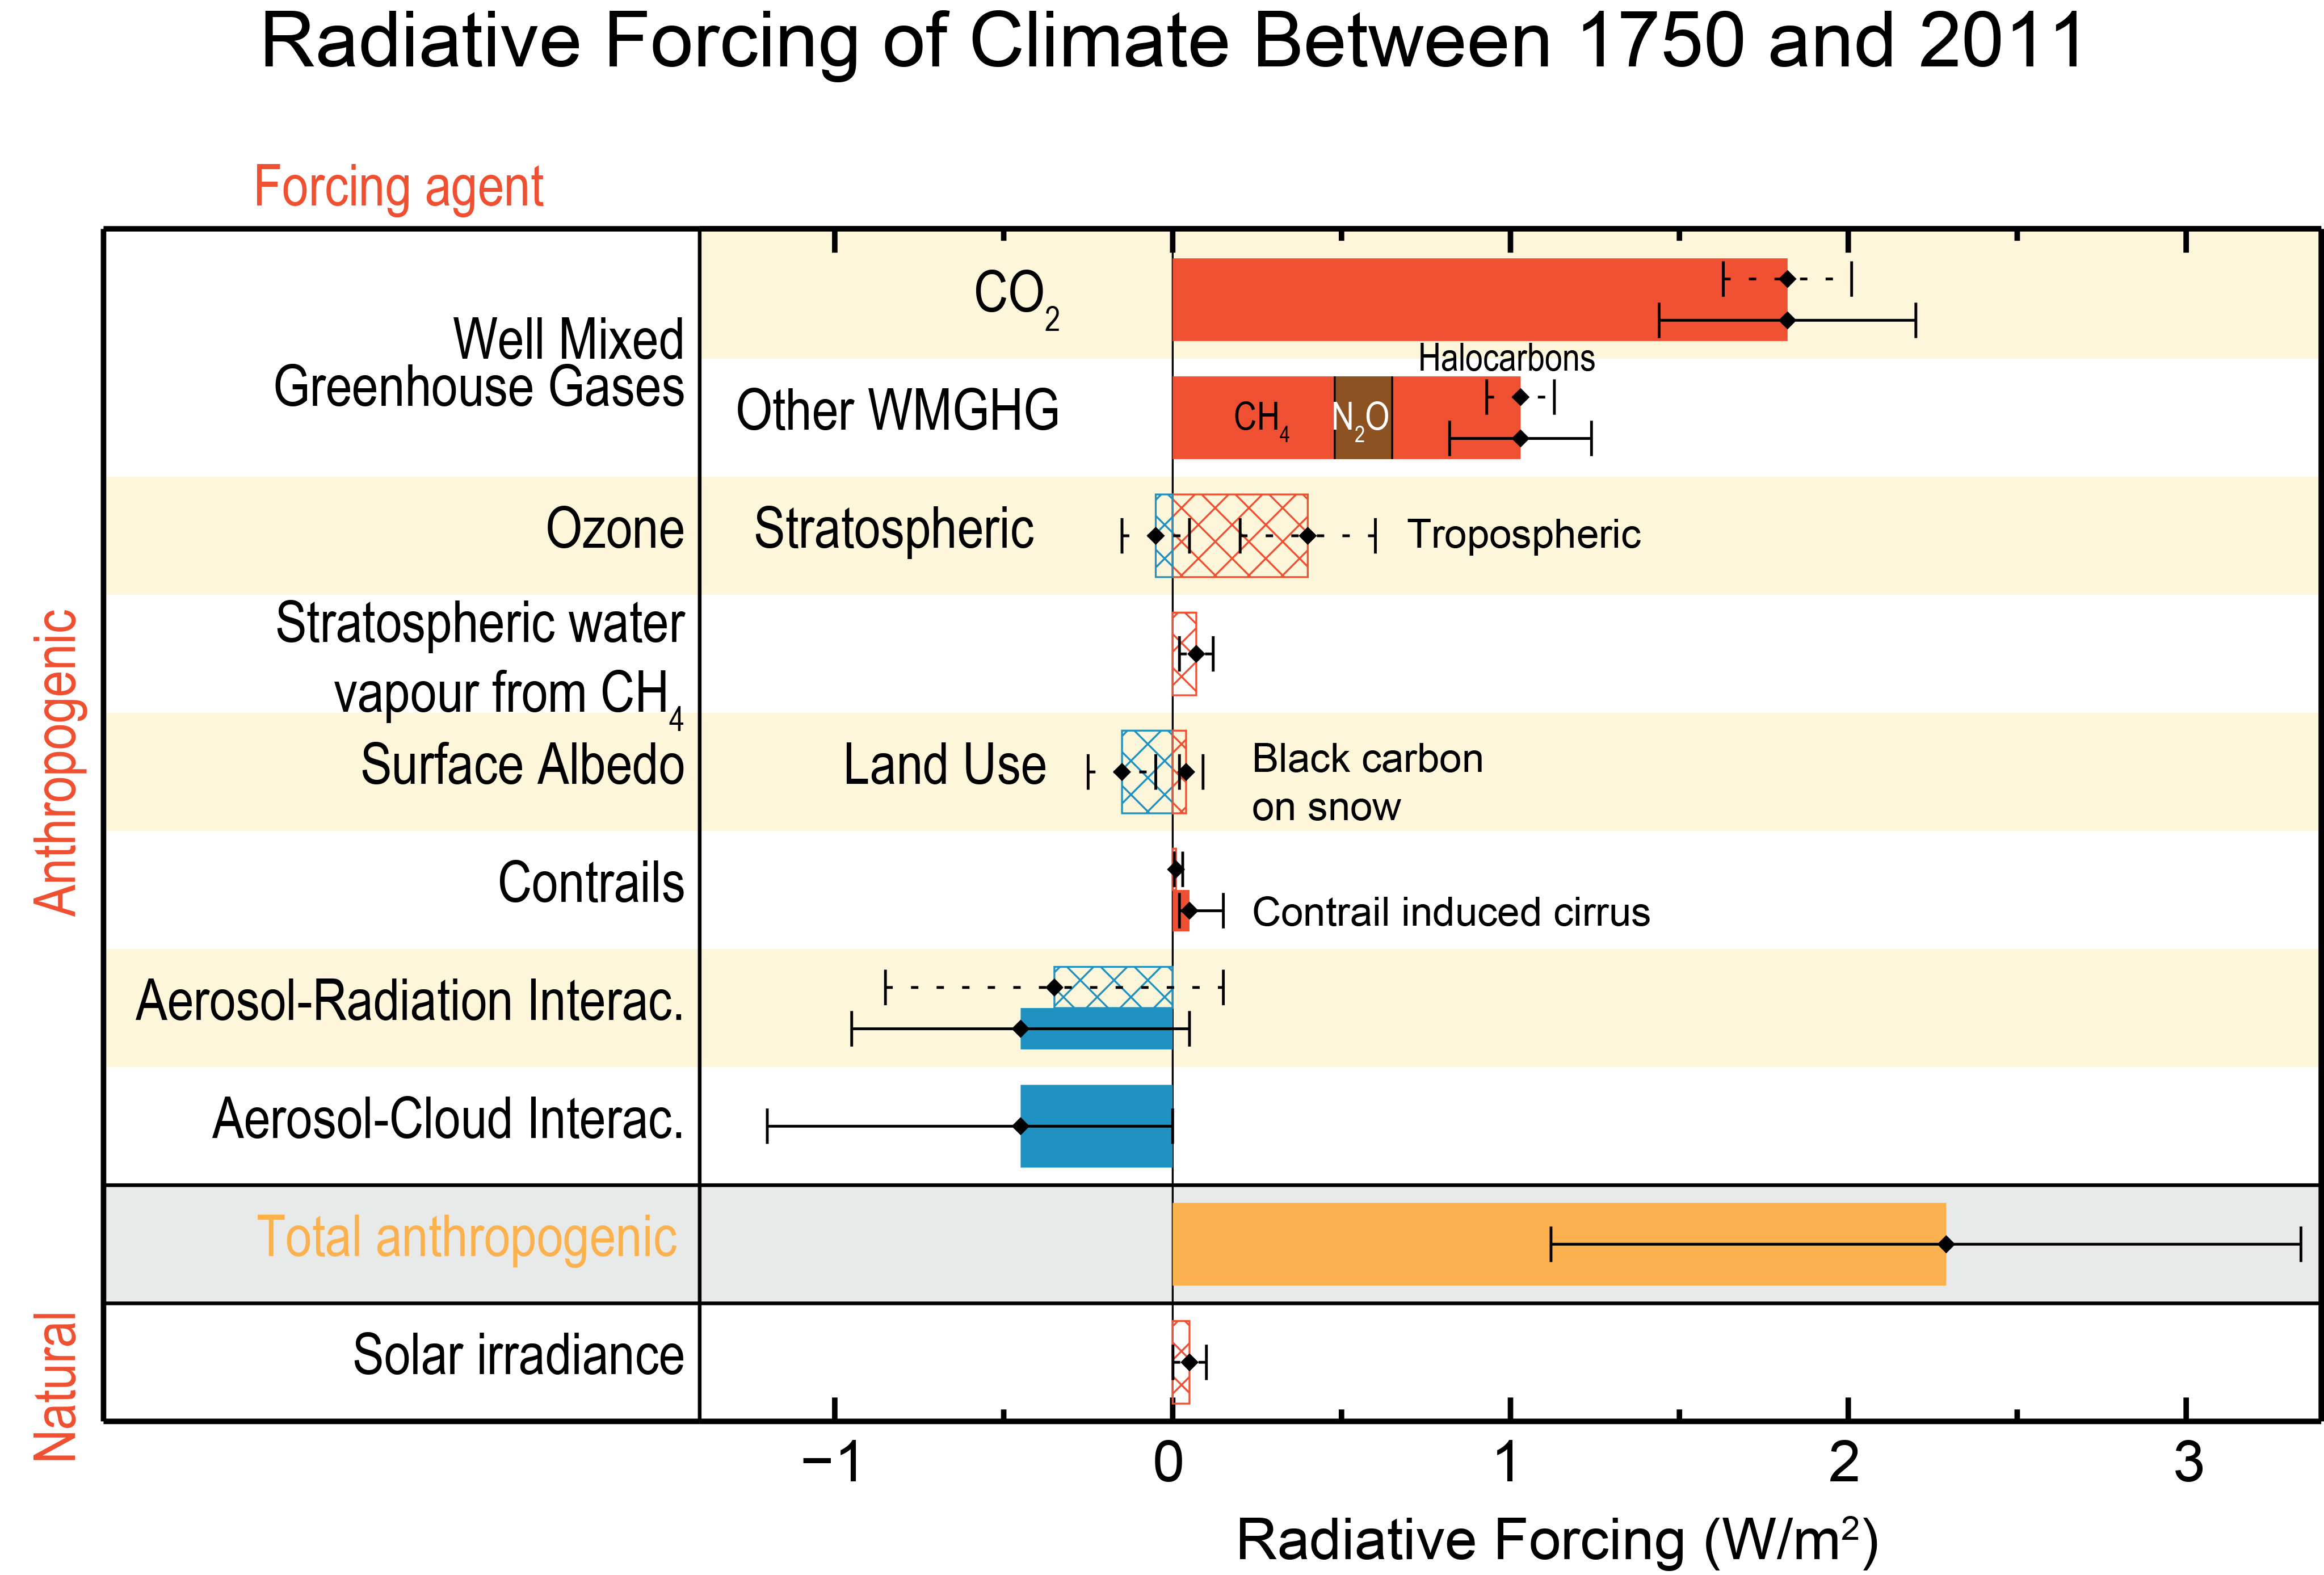 Radiative Forcing of Climate Between 1750 and 2011
Forcing agent
Anthropogenic
Natural
Well Mixed
Greenhouse Gases
CO₂
Halocarbons
Other WMGHG
CH₄
N₂O
Ozone
Stratospheric
Tropospheric
Stratospheric water
vapour from CH₄
Surface Albedo
Land Use
Black carbon
on snow
Contrails
Contrail induced cirrus
Aerosol-Radiation Interac.
Aerosol-Cloud Interac.
Total anthropogenic
Solar irradiance
−1 0 1 2 3
Radiative Forcing (W/m²)